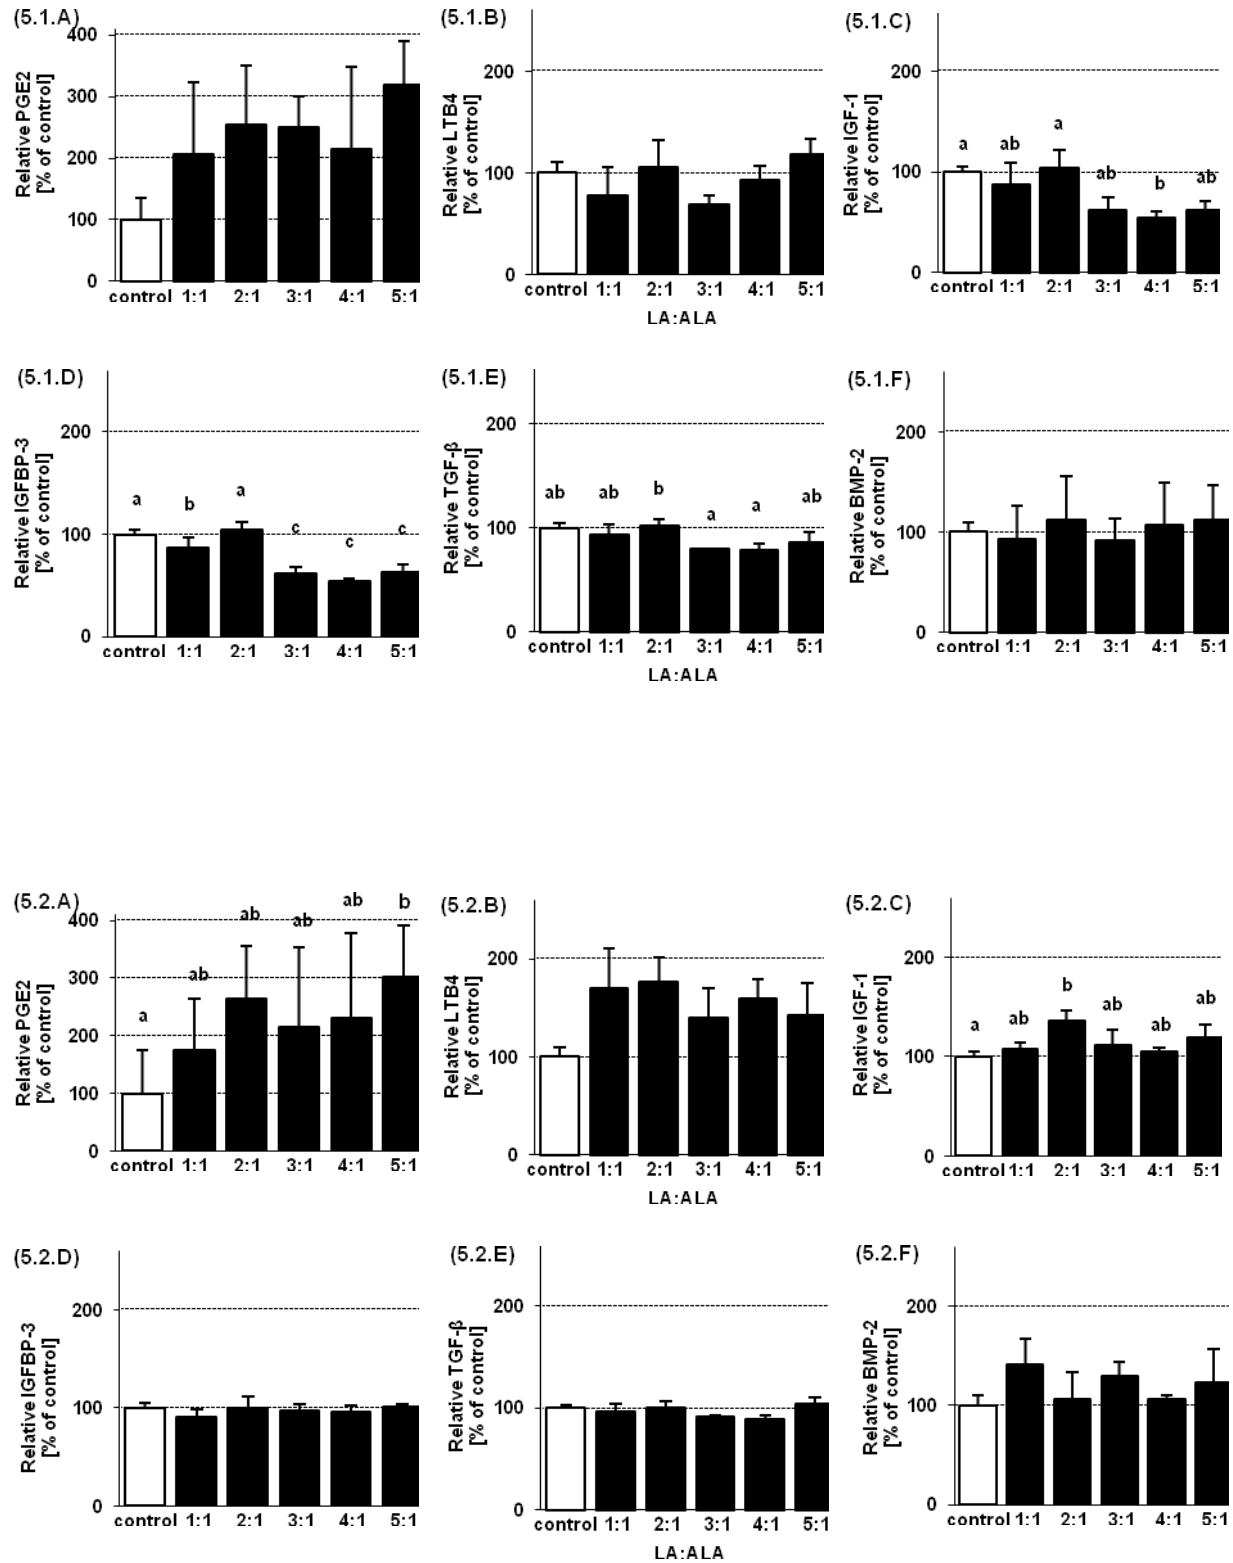 (5.1.A)
400
300
200
100
0
Relative PGE2
[% of control]
control 1:1 2:1 3:1 4:1 5:1
(5.1.B)
200
100
0
Relative LTB4
[% of control]
control 1:1 2:1 3:1 4:1 5:1
LA:ALA
(5.1.C)
200
100
0
Relative IGF-1
[% of control]
a ab a ab b ab
control 1:1 2:1 3:1 4:1 5:1
(5.1.D)
200
100
0
Relative IGFBP-3
[% of control]
a b a c c c
control 1:1 2:1 3:1 4:1 5:1
(5.1.E)
200
100
0
Relative TGF-β
[% of control]
ab ab b a a ab
control 1:1 2:1 3:1 4:1 5:1
LA:ALA
(5.1.F)
200
100
0
Relative BMP-2
[% of control]
control 1:1 2:1 3:1 4:1 5:1
(5.2.A)
400
300
200
100
0
Relative PGE2
[% of control]
a ab ab ab ab b
control 1:1 2:1 3:1 4:1 5:1
(5.2.B)
200
100
0
Relative LTB4
[% of control]
control 1:1 2:1 3:1 4:1 5:1
LA:ALA
(5.2.C)
200
100
0
Relative IGF-1
[% of control]
a ab b ab ab ab
control 1:1 2:1 3:1 4:1 5:1
(5.2.D)
200
100
0
Relative IGFBP-3
[% of control]
control 1:1 2:1 3:1 4:1 5:1
(5.2.E)
200
100
0
Relative TGF-β
[% of control]
control 1:1 2:1 3:1 4:1 5:1
LA:ALA
(5.2.F)
200
100
0
Relative BMP-2
[% of control]
control 1:1 2:1 3:1 4:1 5:1